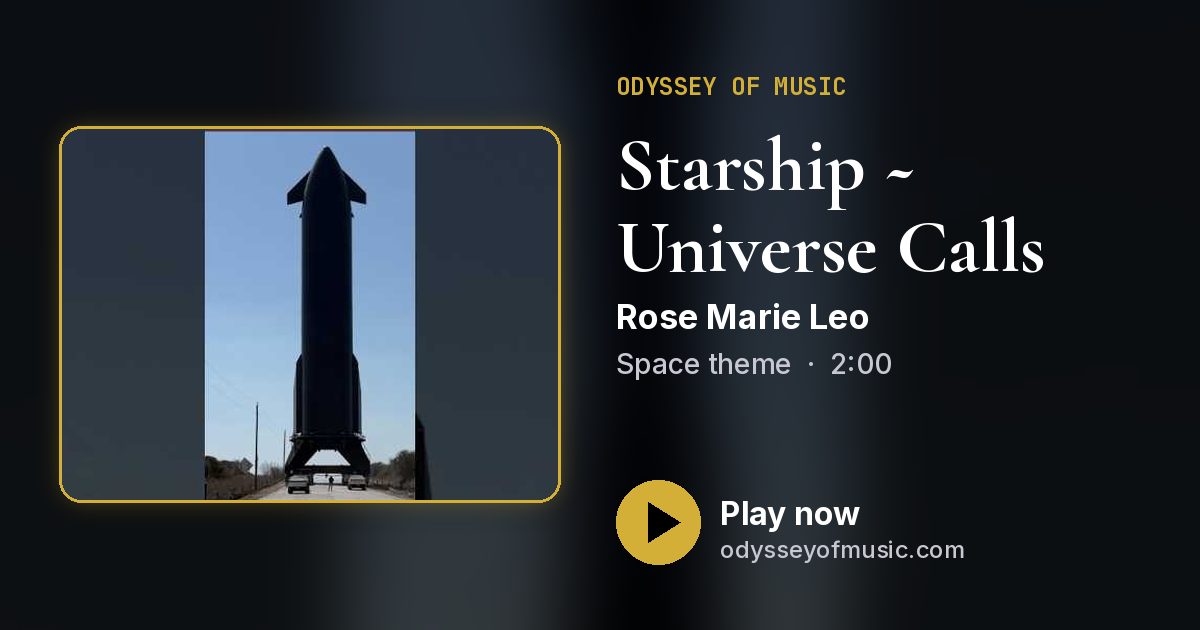 ODYSSEY OF MUSIC
Starship ~
Universe Calls
Rose Marie Leo
Space theme · 2:00
Play now
odysseyofmusic.com